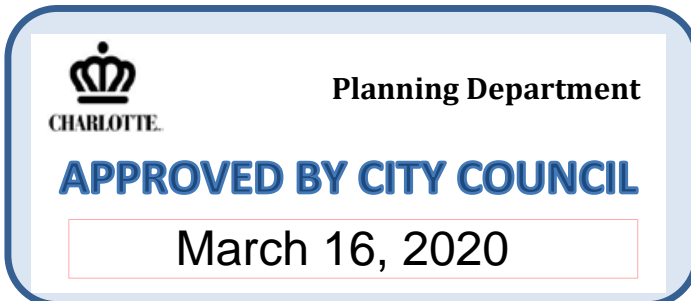 Planning Department
CHARLOTTE.
APPROVED BY CITY COUNCIL
March 16, 2020